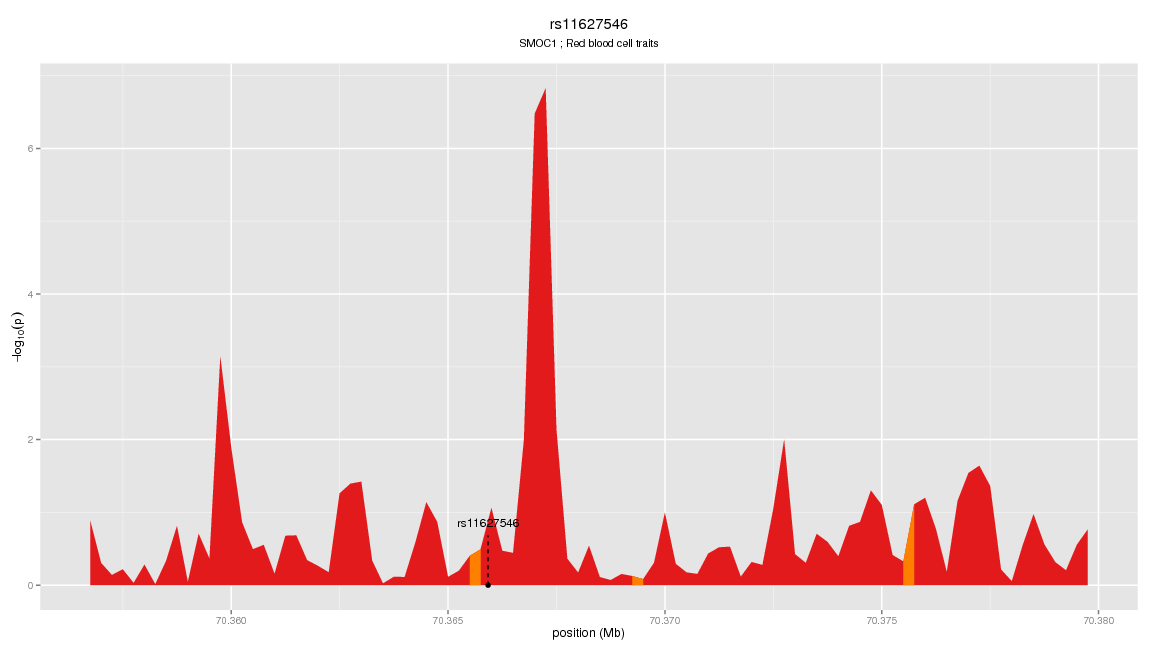 rs11627546
SMOC1 ; Red blood cell traits
−log10(p)
6
4
2
0
rs11627546
70.360
70.365
70.370
70.375
70.380
position (Mb)